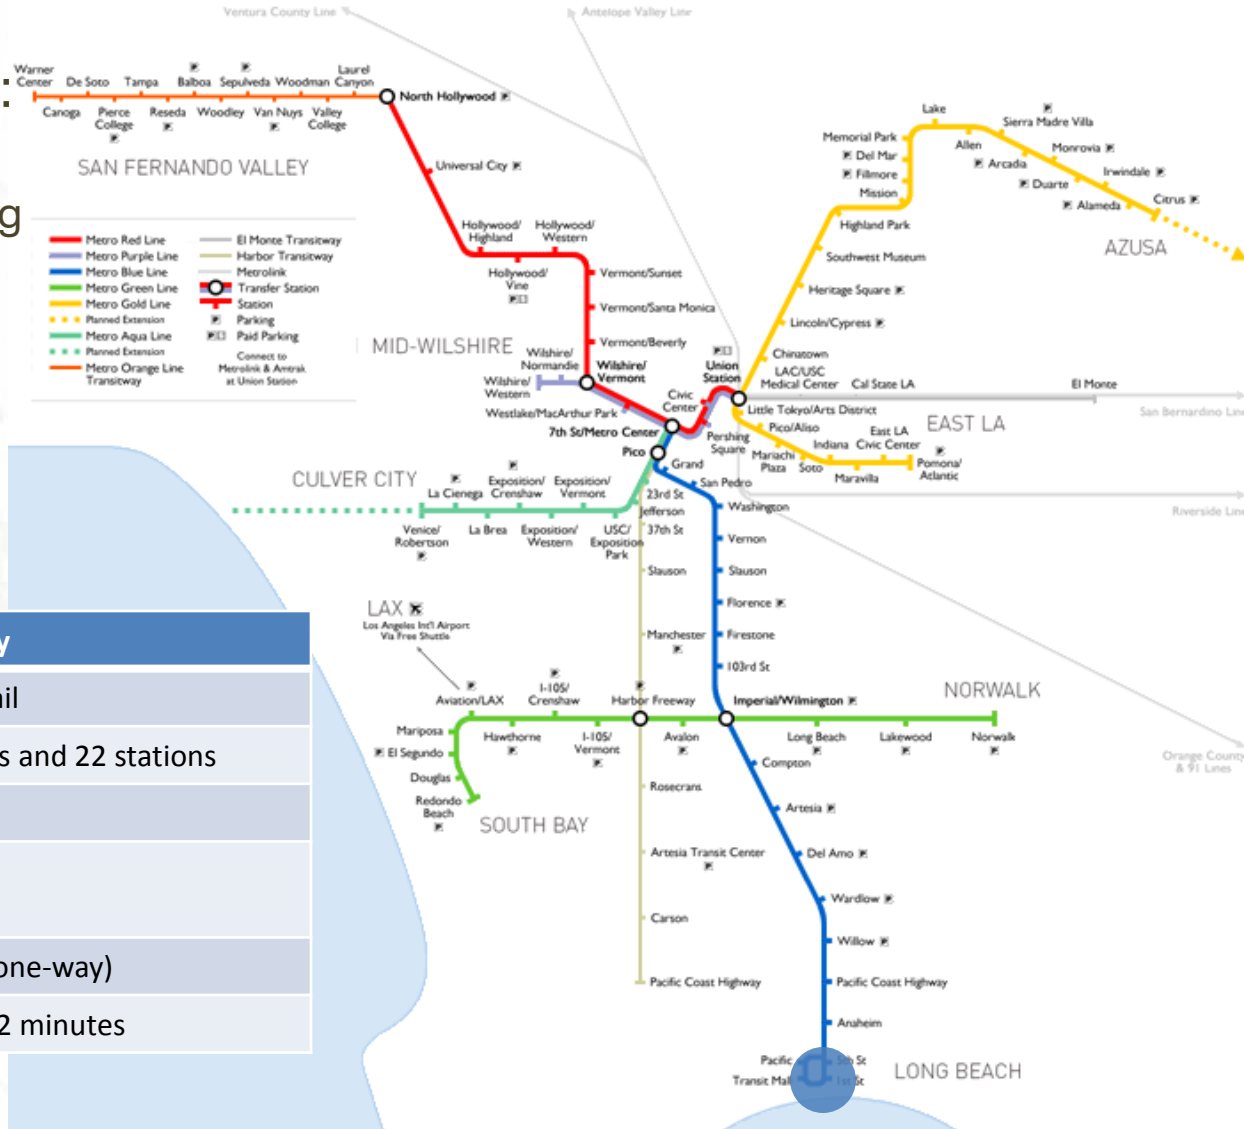 Ventura County Line
Antelope Valley Line
:
Warner
Center
De Soto
Tampa
Balboa
Sepulveda
Woodman
Laurel
Canyon
North Hollywood
Canoga
Pierce
College
Reseda
Woodley
Van Nuys
Valley
College
SAN FERNANDO VALLEY
g
Universal City
Hollywood/
Highland
Hollywood/
Western
Hollywood/
Vine
Vermont/Sunset
Vermont/Santa Monica
Vermont/Beverly
Metro Red Line
Metro Purple Line
Metro Blue Line
Metro Green Line
Metro Gold Line
Planned Extension
Metro Aqua Line
Planned Extension
Metro Orange Line
Transitway
El Monte Transitway
Harbor Transitway
Metrolink
Transfer Station
Station
Parking
Paid Parking
Connect to
Metrolink & Amtrak
at Union Station
MID-WILSHIRE
Wilshire/
Normandie
Wilshire/
Vermont
Wilshire/
Western
Westlake/MacArthur Park
Civic
Center
Union
Station
7th St/Metro Center
Pershing
Square
Pico
Grand
San Pedro
Lake
Sierra Madre Villa
Memorial Park
Allen
Monrovia
Del Mar
Arcadia
Fillmore
Irwindale
Duarte
Mission
Citrus
Alameda
Highland Park
AZUSA
Southwest Museum
Heritage Square
Lincoln/Cypress
Chinatown
LAC/USC
Medical Center
Cal State LA
El Monte
San Bernardino Line
Little Tokyo/Arts District
EAST LA
Pico/Aliso
Mariachi
Plaza
Soto
Indiana
East LA
Civic Center
Maravilla
Pomona/
Atlantic
Riverside Line
CULVER CITY
La Cienega
Exposition/
Crenshaw
Exposition/
Vermont
23rd St
Jefferson
37th St
Venice/
Robertson
La Brea
Exposition/
Western
USC/
Exposition
Park
Washington
Vernon
Slauson
Slauson
Florence
Manchester
Firestone
103rd St
LAX
Los Angeles Int'l Airport
Via Free Shuttle
Aviation/LAX
I-105/
Crenshaw
Harbor Freeway
Imperial/Wilmington
NORWALK
Mariposa
Hawthorne
I-105/
Vermont
Avalon
Long Beach
Lakewood
Norwalk
El Segundo
Douglas
Redondo
Beach
SOUTH BAY
Orange County
& 91 Lines
Compton
Rosecrans
Artesia
Artesia Transit Center
Del Amo
Wardlow
Carson
Willow
Pacific Coast Highway
Pacific Coast Highway
Anaheim
Pacific
5th St
Transit Mall
1st St
LONG BEACH
y
ail
s and 22 stations
one-way)
2 minutes